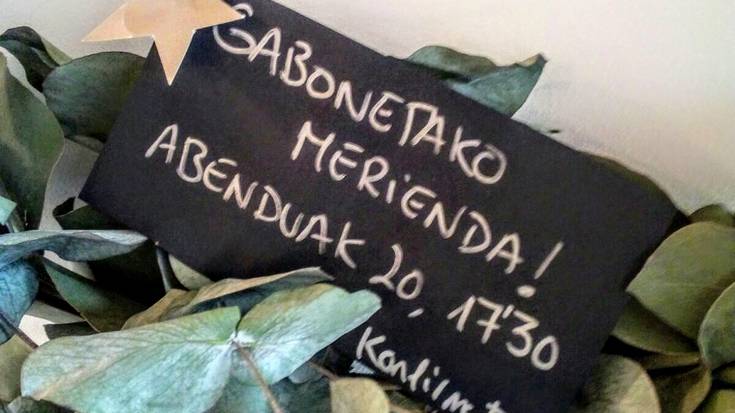 GABONETAKO
MERiENDA!
ABENDUAK 20, 17'30